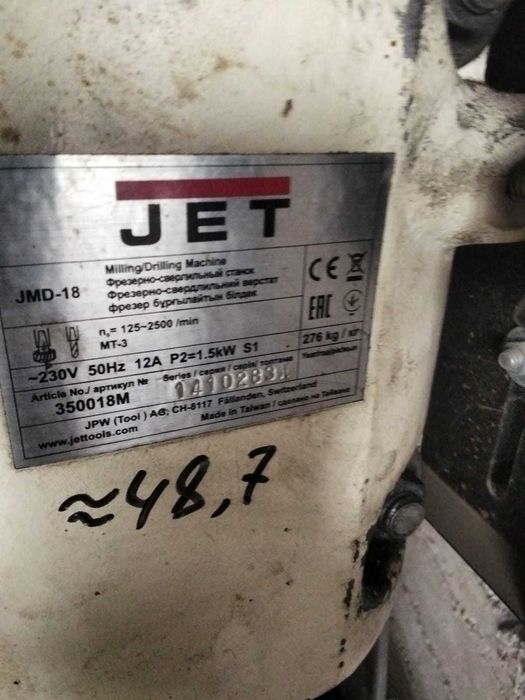 JET
JMD-18
Milling/Drilling Machine
Фрезерно-сверлильный станок
Фрезерно-свердлильний верстат
фрезер бұрғылайтын білдек
CE
n₀= 125~2500 /min
MT-3
EAC
276 kg / кг
~230V 50Hz 12A P2=1.5kW S1
Article No./ артикул №
Series / серия / серія/
350018M
1410283
JPW (Tool) AG, CH-8117 Fällanden, Switzerland
www.jettools.com
Made in Taiwan / сделано на Тайване
≈48,7